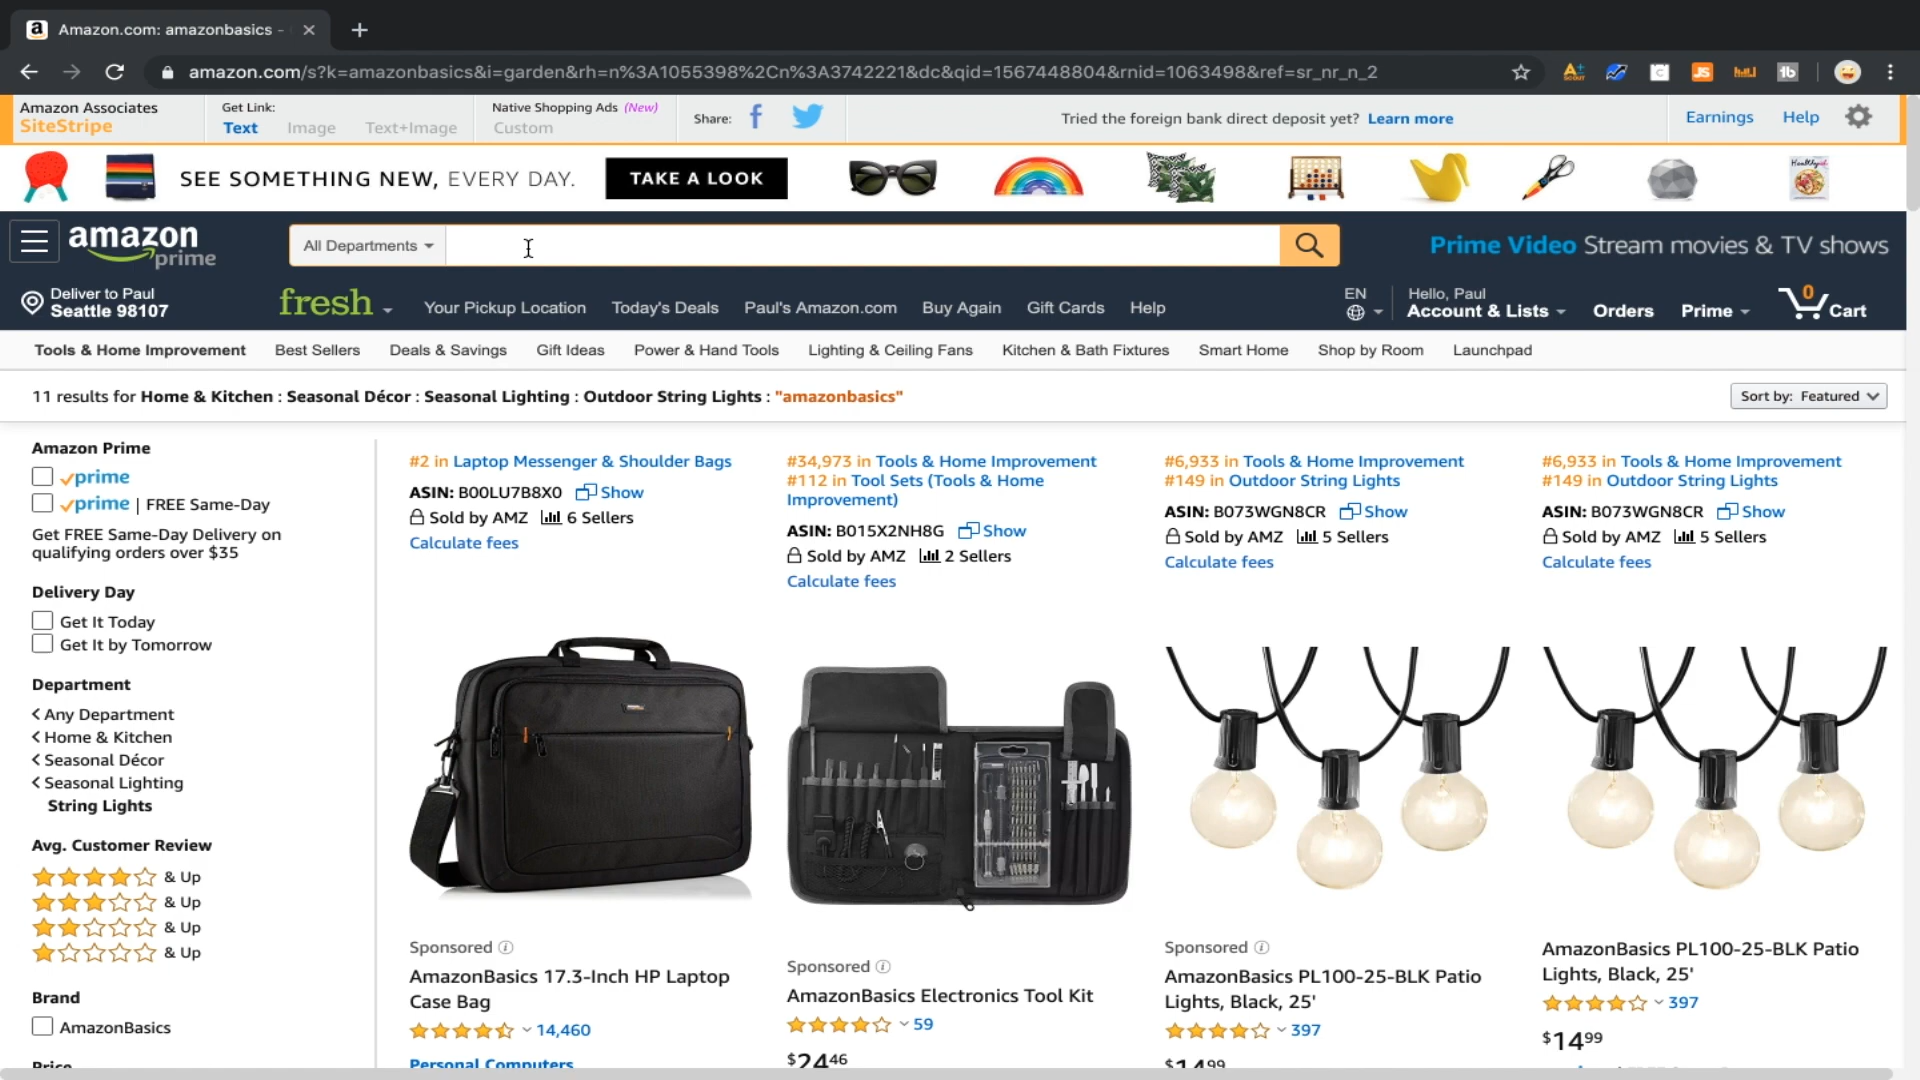 Amazon.com: amazonbasics -
amazon.com/s?k=amazonbasics&i=garden&rh=n%3A1055398%2Cn%3A3742221&dc&qid=1567448804&rnid=1063498&ref=sr_nr_n_2
Amazon Associates
SiteStripe
Get Link:
Text Image Text+Image
Native Shopping Ads (New)
Custom
Share:
Tried the foreign bank direct deposit yet? Learn more
Earnings Help
SEE SOMETHING NEW, EVERY DAY. TAKE A LOOK
amazon prime
All Departments
Prime Video Stream movies & TV shows
Deliver to Paul
Seattle 98107
fresh
Your Pickup Location Today's Deals Paul's Amazon.com Buy Again Gift Cards Help
EN
Hello, Paul
Account & Lists Orders Prime 0 Cart
Tools & Home Improvement Best Sellers Deals & Savings Gift Ideas Power & Hand Tools Lighting & Ceiling Fans Kitchen & Bath Fixtures Smart Home Shop by Room Launchpad
11 results for Home & Kitchen : Seasonal Décor : Seasonal Lighting : Outdoor String Lights : "amazonbasics"
Sort by: Featured
Amazon Prime
prime
prime | FREE Same-Day
Get FREE Same-Day Delivery on
qualifying orders over $35
Delivery Day
Get It Today
Get It by Tomorrow
Department
Any Department
Home & Kitchen
Seasonal Décor
Seasonal Lighting
String Lights
Avg. Customer Review
& Up
& Up
& Up
& Up
Brand
AmazonBasics
Price
#2 in Laptop Messenger & Shoulder Bags
ASIN: B00LU7B8X0 Show
Sold by AMZ 6 Sellers
Calculate fees
Sponsored
AmazonBasics 17.3-Inch HP Laptop
Case Bag
14,460
Personal Computers
#34,973 in Tools & Home Improvement
#112 in Tool Sets (Tools & Home
Improvement)
ASIN: B015X2NH8G Show
Sold by AMZ 2 Sellers
Calculate fees
Sponsored
AmazonBasics Electronics Tool Kit
59
$24.46
#6,933 in Tools & Home Improvement
#149 in Outdoor String Lights
ASIN: B073WGN8CR Show
Sold by AMZ 5 Sellers
Calculate fees
Sponsored
AmazonBasics PL100-25-BLK Patio
Lights, Black, 25'
397
$14.99
#6,933 in Tools & Home Improvement
#149 in Outdoor String Lights
ASIN: B073WGN8CR Show
Sold by AMZ 5 Sellers
Calculate fees
AmazonBasics PL100-25-BLK Patio
Lights, Black, 25'
397
$14.99